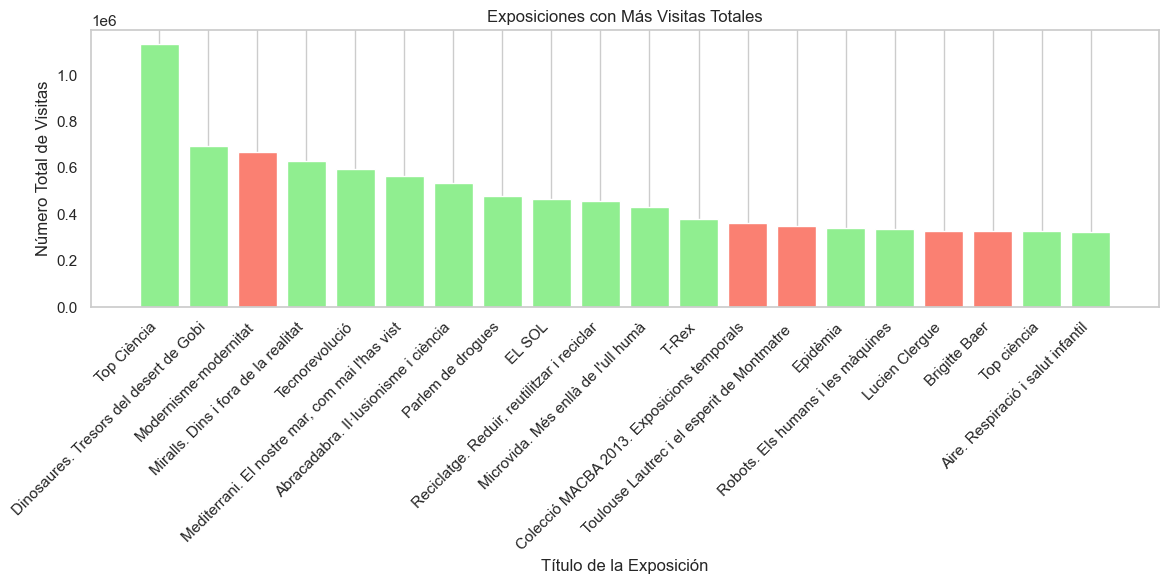 Exposiciones con Más Visitas Totales
1e6
Número Total de Visitas
1.0
0.8
0.6
0.4
0.2
0.0
Top Ciència
Dinosaures. Tresors del desert de Gobi
Modernisme-modernitat
Miralls. Dins i fora de la realitat
Tecnorevolució
Mediterrani. El nostre mar, com mai l'has vist
Abracadabra. Il·lusionisme i ciència
Parlem de drogues
EL SOL
Reciclatge. Reduir, reutilitzar i reciclar
Microvida. Més enllà de l'ull humà
T-Rex
Colecció MACBA 2013. Exposicions temporals
Toulouse Lautrec i el esperit de Montmatre
Epidèmia
Robots. Els humans i les màquines
Lucien Clergue
Brigitte Baer
Top ciència
Aire. Respiració i salut infantil
Título de la Exposición